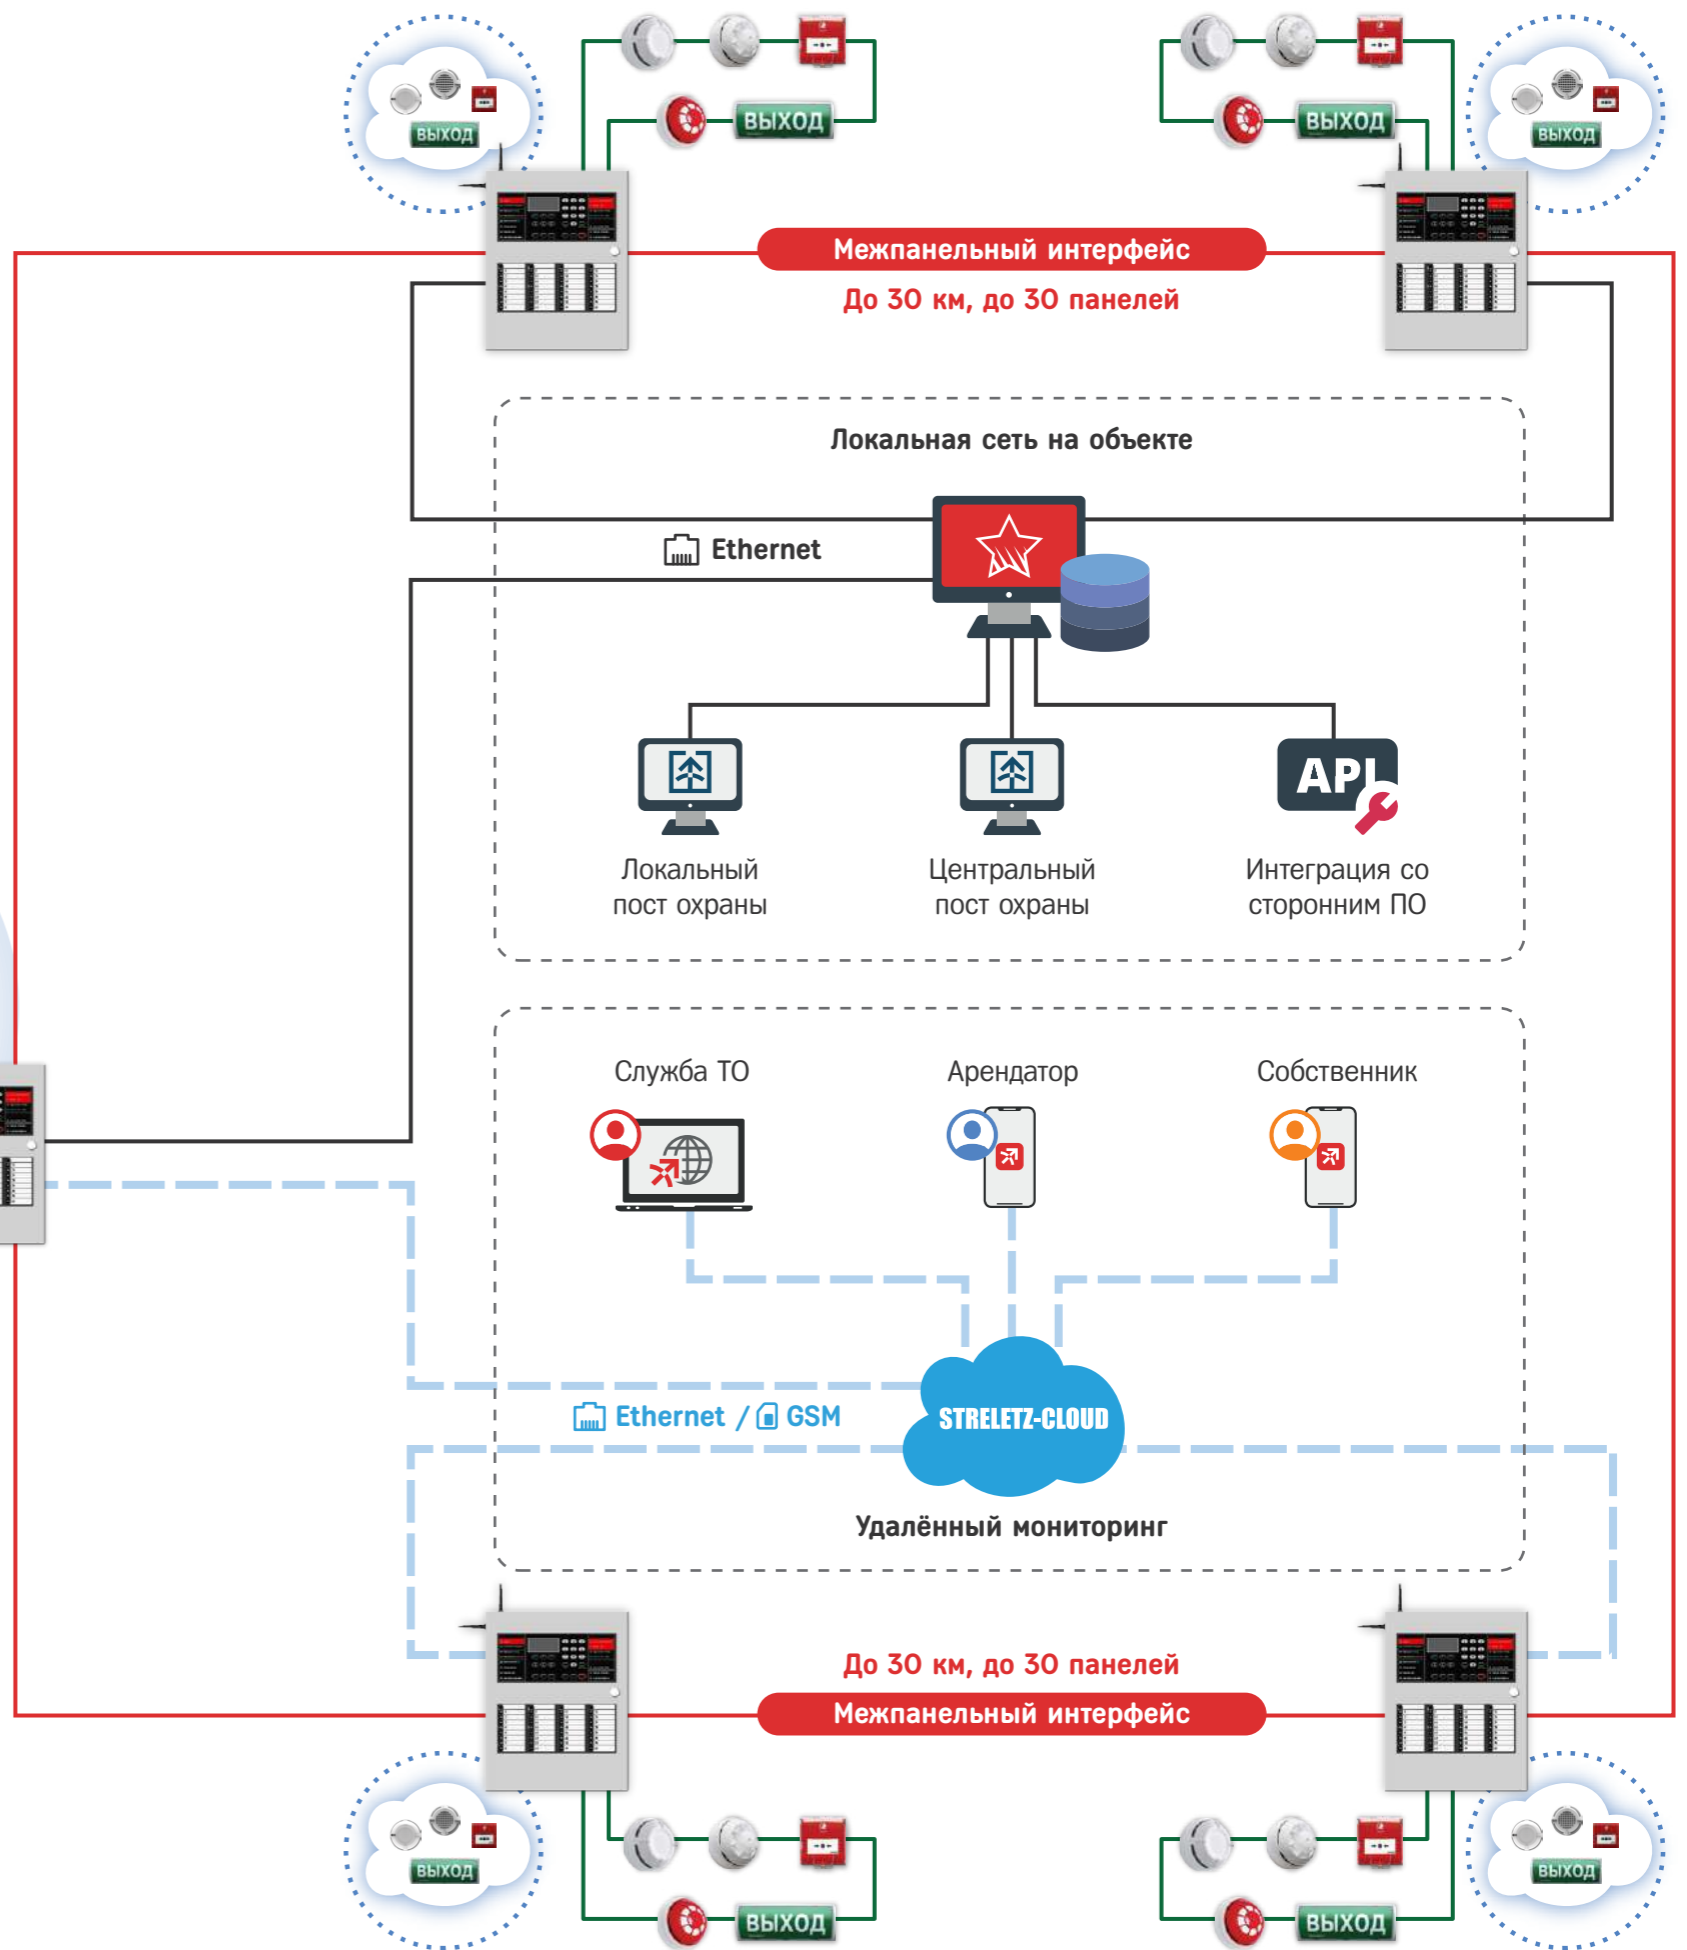 ВЫХОД
ВЫХОД
ВЫХОД
ВЫХОД
Межпанельный интерфейс
До 30 км, до 30 панелей
Локальная сеть на объекте
Ethernet
API
Локальный
пост охраны
Центральный
пост охраны
Интеграция со
сторонним ПО
Служба ТО
Арендатор
Собственник
Ethernet / GSM
STRELETZ-CLOUD
Удалённый мониторинг
До 30 км, до 30 панелей
Межпанельный интерфейс
ВЫХОД
ВЫХОД
ВЫХОД
ВЫХОД